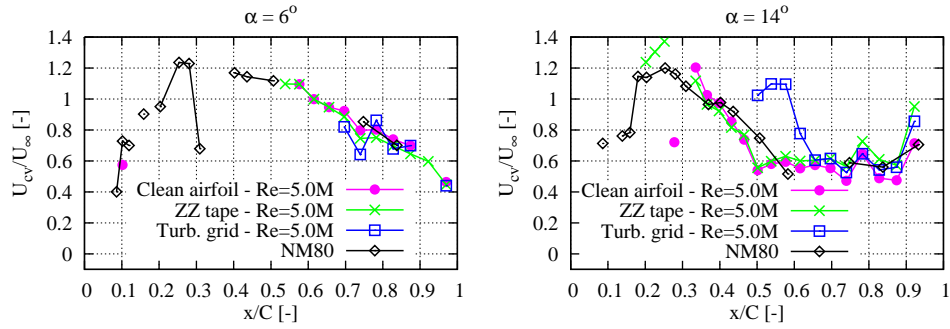 α = 6°
U_cv/U_∞ [-]
1.4
1.2
1
0.8
0.6
0.4
0.2
0
Clean airfoil - Re=5.0M
ZZ tape - Re=5.0M
Turb. grid - Re=5.0M
NM80
0 0.1 0.2 0.3 0.4 0.5 0.6 0.7 0.8 0.9 1
x/C [-]
α = 14°
U_cv/U_∞ [-]
1.4
1.2
1
0.8
0.6
0.4
0.2
0
Clean airfoil - Re=5.0M
ZZ tape - Re=5.0M
Turb. grid - Re=5.0M
NM80
0 0.1 0.2 0.3 0.4 0.5 0.6 0.7 0.8 0.9 1
x/C [-]